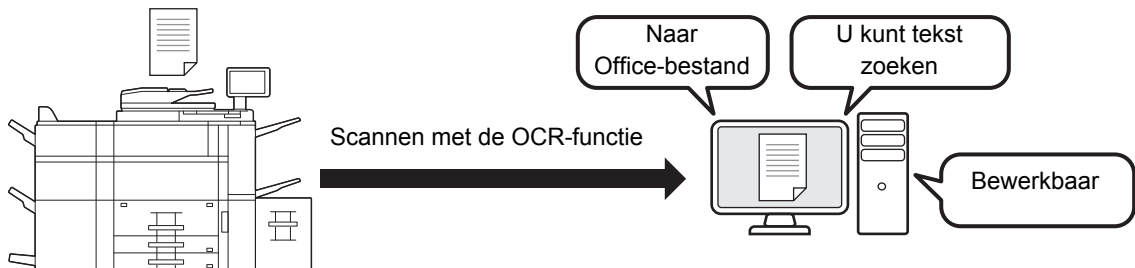 Naar
Office-bestand
U kunt tekst
zoeken
Scannen met de OCR-functie
Bewerkbaar